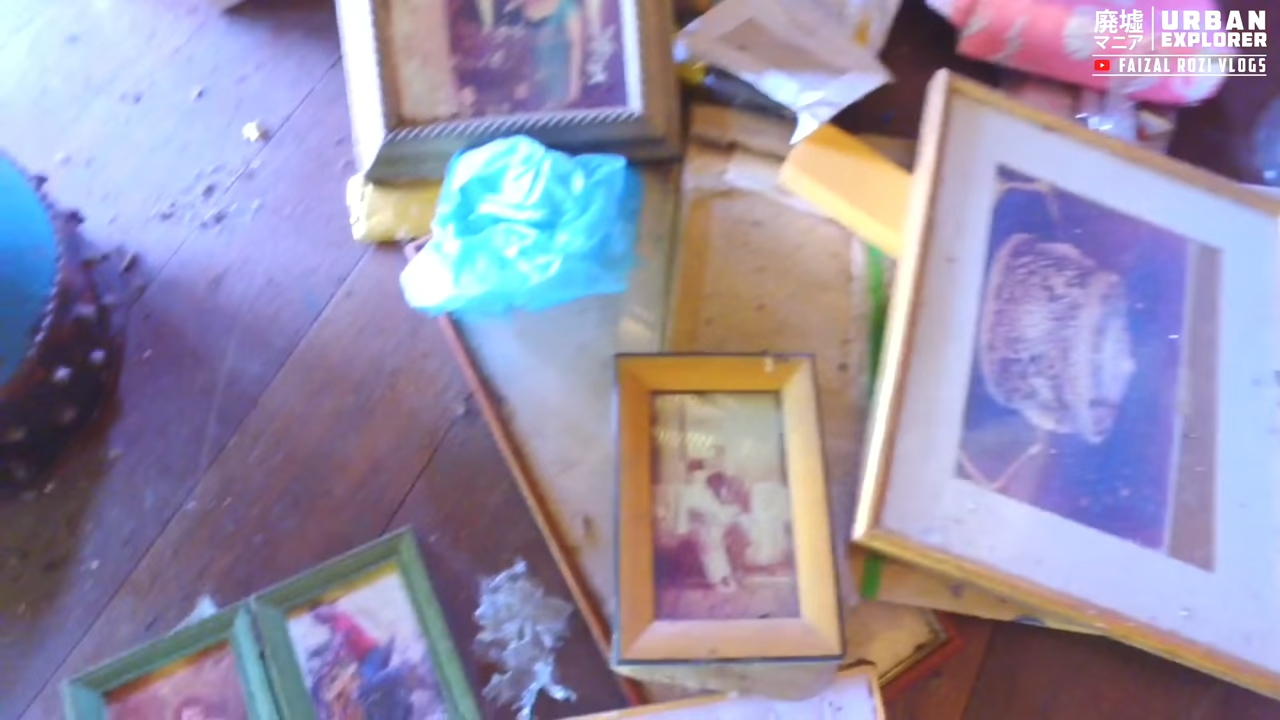 廃墟
マニア
URBAN
EXPLORER
FAIZAL ROZI VLOGS